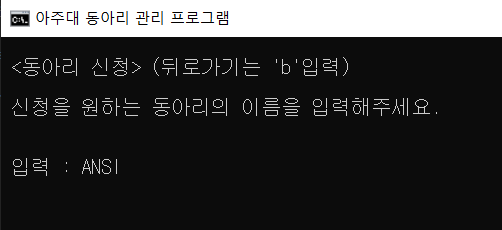 아주대 동아리 관리 프로그램
<동아리 신청> (뒤로가기는 'b'입력)
신청을 원하는 동아리의 이름을 입력해주세요.
입력 : ANSI